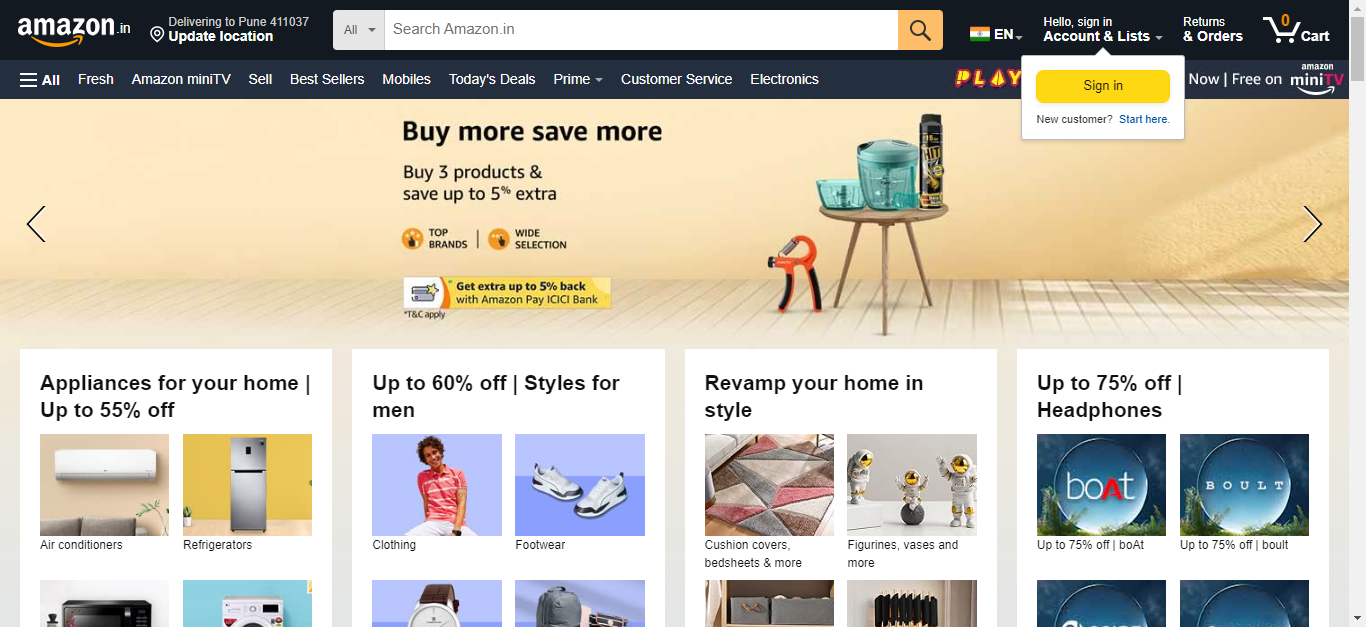 amazon.in
Delivering to Pune 411037
Update location
All
Search Amazon.in
EN
Hello, sign in
Account & Lists
Returns
& Orders
0
Cart
All
Fresh
Amazon miniTV
Sell
Best Sellers
Mobiles
Today's Deals
Prime
Customer Service
Electronics
PLAY
Now | Free on
amazon
miniTV
Sign in
New customer? Start here.
Buy more save more
Buy 3 products &
save up to 5% extra
TOP
BRANDS
WIDE
SELECTION
Get extra up to 5% back
with Amazon Pay ICICI Bank
*T&C apply
HIT
Appliances for your home |
Up to 55% off
Air conditioners
Refrigerators
Up to 60% off | Styles for
men
Clothing
Footwear
Revamp your home in
style
Cushion covers,
bedsheets & more
Figurines, vases and
more
Up to 75% off |
Headphones
boAt
BOULT
Up to 75% off | boAt
Up to 75% off | boult